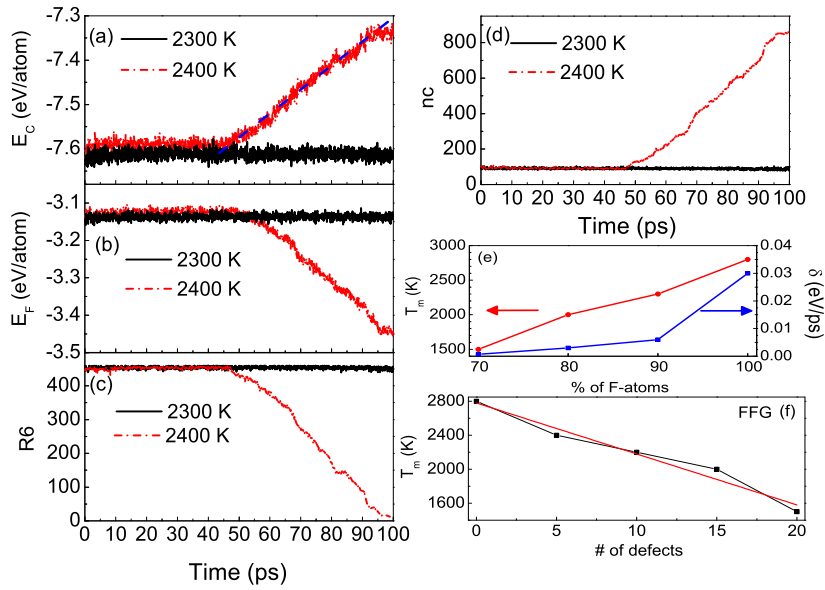 (a)
2300 K
2400 K
E_C (eV/atom)
-7.3
-7.4
-7.5
-7.6
(b)
2300 K
2400 K
E_F (eV/atom)
-3.1
-3.2
-3.3
-3.4
-3.5
(c)
2300 K
2400 K
R6
400
300
200
100
0
0 10 20 30 40 50 60 70 80 90 100
Time (ps)
(d)
2300 K
2400 K
nc
800
600
400
200
0
0 10 20 30 40 50 60 70 80 90 100
Time (ps)
(e)
T_m (K)
3000
2500
2000
1500
0.04
0.03
0.02
0.01
0.00
δ (eV/ps)
70 80 90 100
% of F-atoms
FFG (f)
T_m (K)
2800
2400
2000
1600
0 5 10 15 20
# of defects